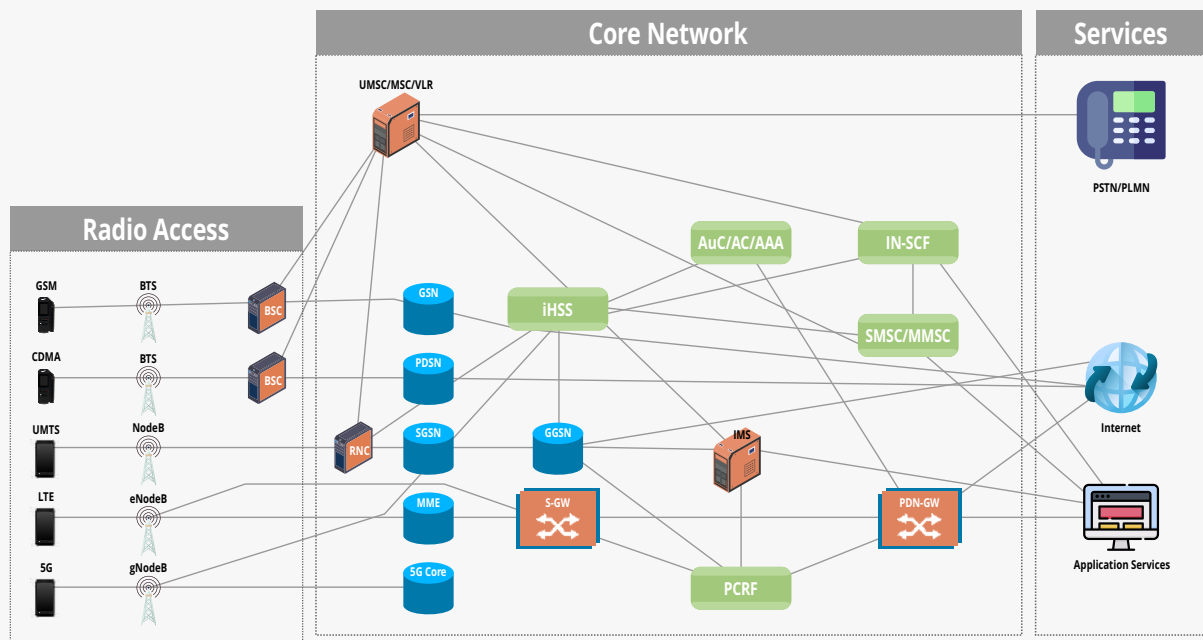 Core Network
Services
UMSC/MSC/VLR
PSTN/PLMN
Radio Access
AuC/AC/AAA
IN-SCF
GSM
BTS
BSC
GSN
iHSS
SMSC/MMSC
CDMA
BTS
BSC
PDSN
Internet
UMTS
NodeB
RNC
SGSN
GGSN
IMS
LTE
eNodeB
MME
S-GW
PDN-GW
Application Services
5G
gNodeB
5G Core
PCRF